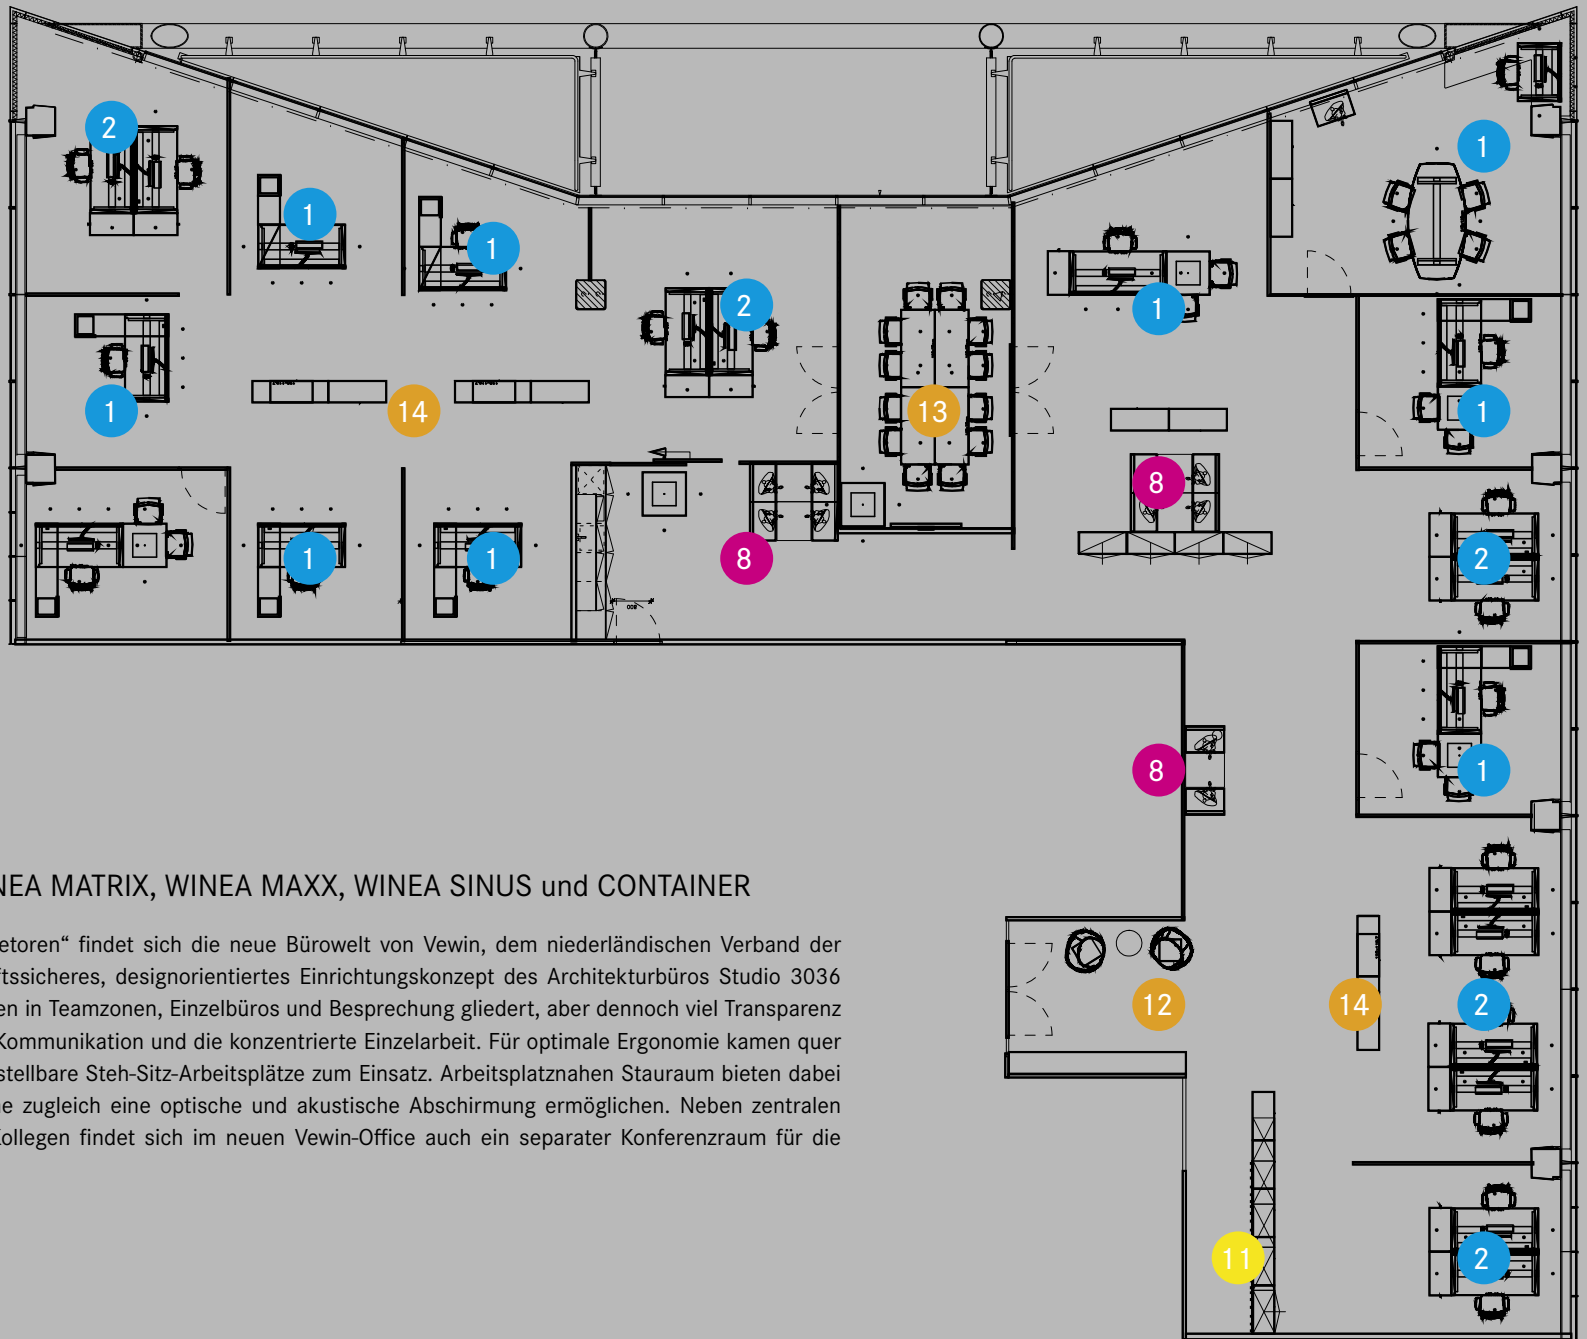 2
1
1
1
1
2
1
14
13
1
1
8
1
1
8
2
8
1
NEA MATRIX, WINEA MAXX, WINEA SINUS und CONTAINER
etoren“ findet sich die neue Bürowelt von Vewin, dem niederländischen Verband der
ftssicheres, designorientiertes Einrichtungskonzept des Architekturbüros Studio 3036
en in Teamzonen, Einzelbüros und Besprechung gliedert, aber dennoch viel Transparenz
Kommunikation und die konzentrierte Einzelarbeit. Für optimale Ergonomie kamen quer
stellbare Steh-Sitz-Arbeitsplätze zum Einsatz. Arbeitsplatznahen Stauraum bieten dabei
ne zugleich eine optische und akustische Abschirmung ermöglichen. Neben zentralen
Kollegen findet sich im neuen Vewin-Office auch ein separater Konferenzraum für die
12
14
2
11
2